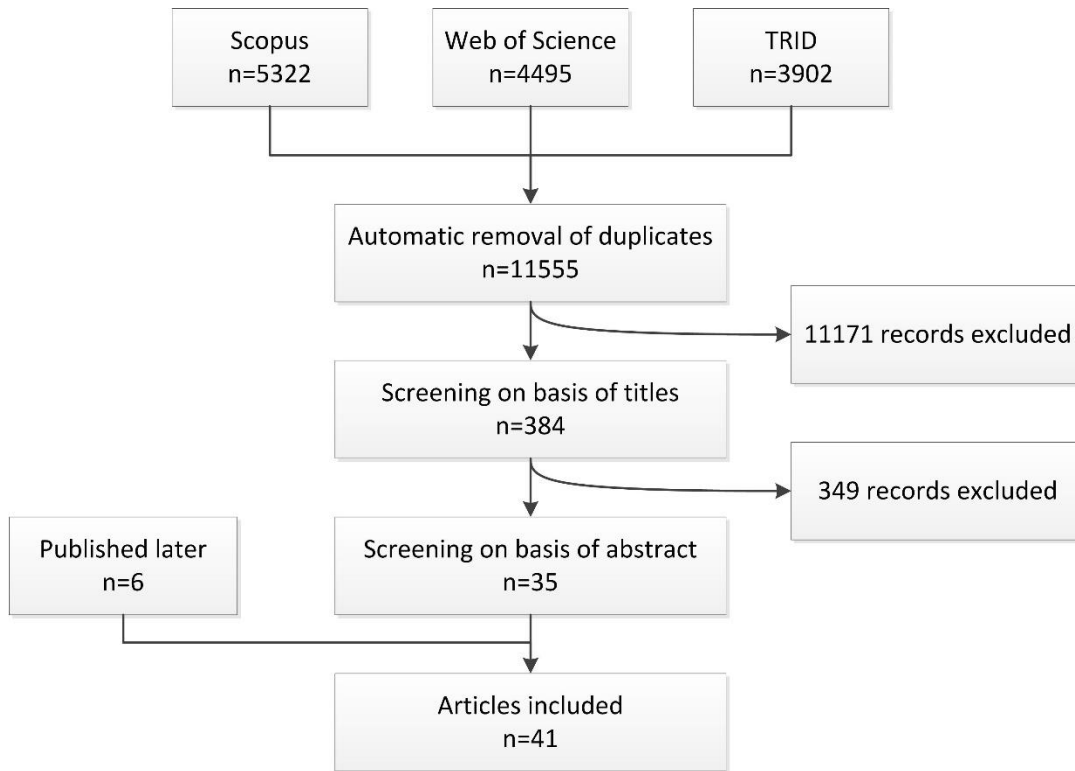 Scopus
n=5322
Web of Science
n=4495
TRID
n=3902
Automatic removal of duplicates
n=11555
11171 records excluded
Screening on basis of titles
n=384
349 records excluded
Published later
n=6
Screening on basis of abstract
n=35
Articles included
n=41